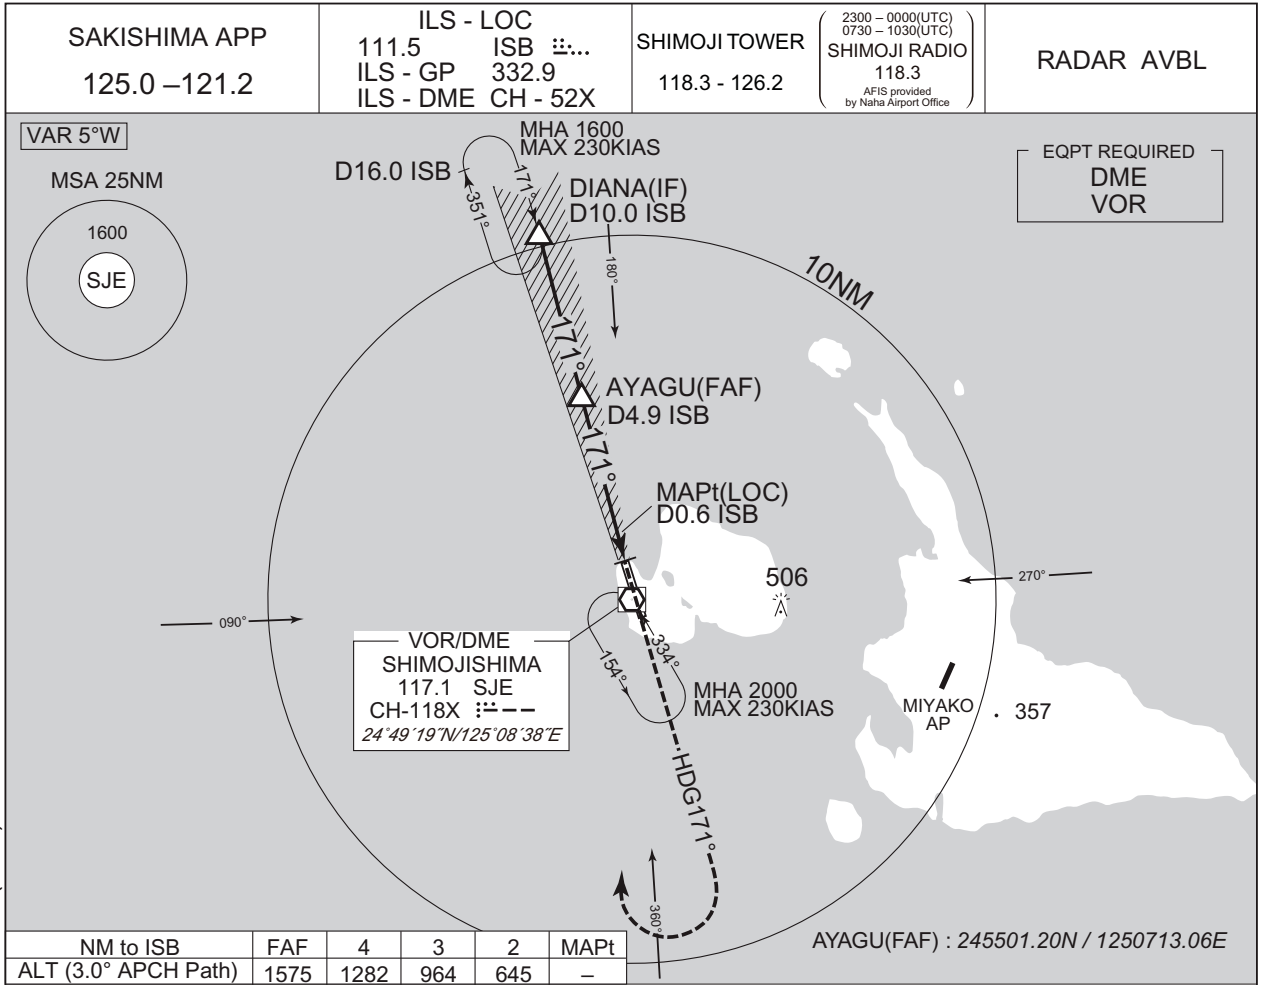 SAKISHIMA APP
125.0 –121.2
ILS - LOC
111.5 ISB
ILS - GP 332.9
ILS - DME CH - 52X
SHIMOJI TOWER
118.3 - 126.2
2300 – 0000(UTC)
0730 – 1030(UTC)
SHIMOJI RADIO
118.3
AFIS provided
by Naha Airport Office
RADAR AVBL
VAR 5°W
MSA 25NM
1600
SJE
MHA 1600
MAX 230KIAS
D16.0 ISB
171°
351°
DIANA(IF)
D10.0 ISB
EQPT REQUIRED
DME
VOR
180°
10NM
171°
AYAGU(FAF)
D4.9 ISB
171°
MAPt(LOC)
D0.6 ISB
506
270°
090°
VOR/DME
SHIMOJISHIMA
117.1 SJE
CH-118X
24°49´19˝N/125°08´38˝E
334°
154°
MHA 2000
MAX 230KIAS
MIYAKO
AP
357
HDG171°
360°
AYAGU(FAF) : 245501.20N / 1250713.06E
NM to ISB FAF 4 3 2 MAPt
ALT (3.0° APCH Path) 1575 1282 964 645 –